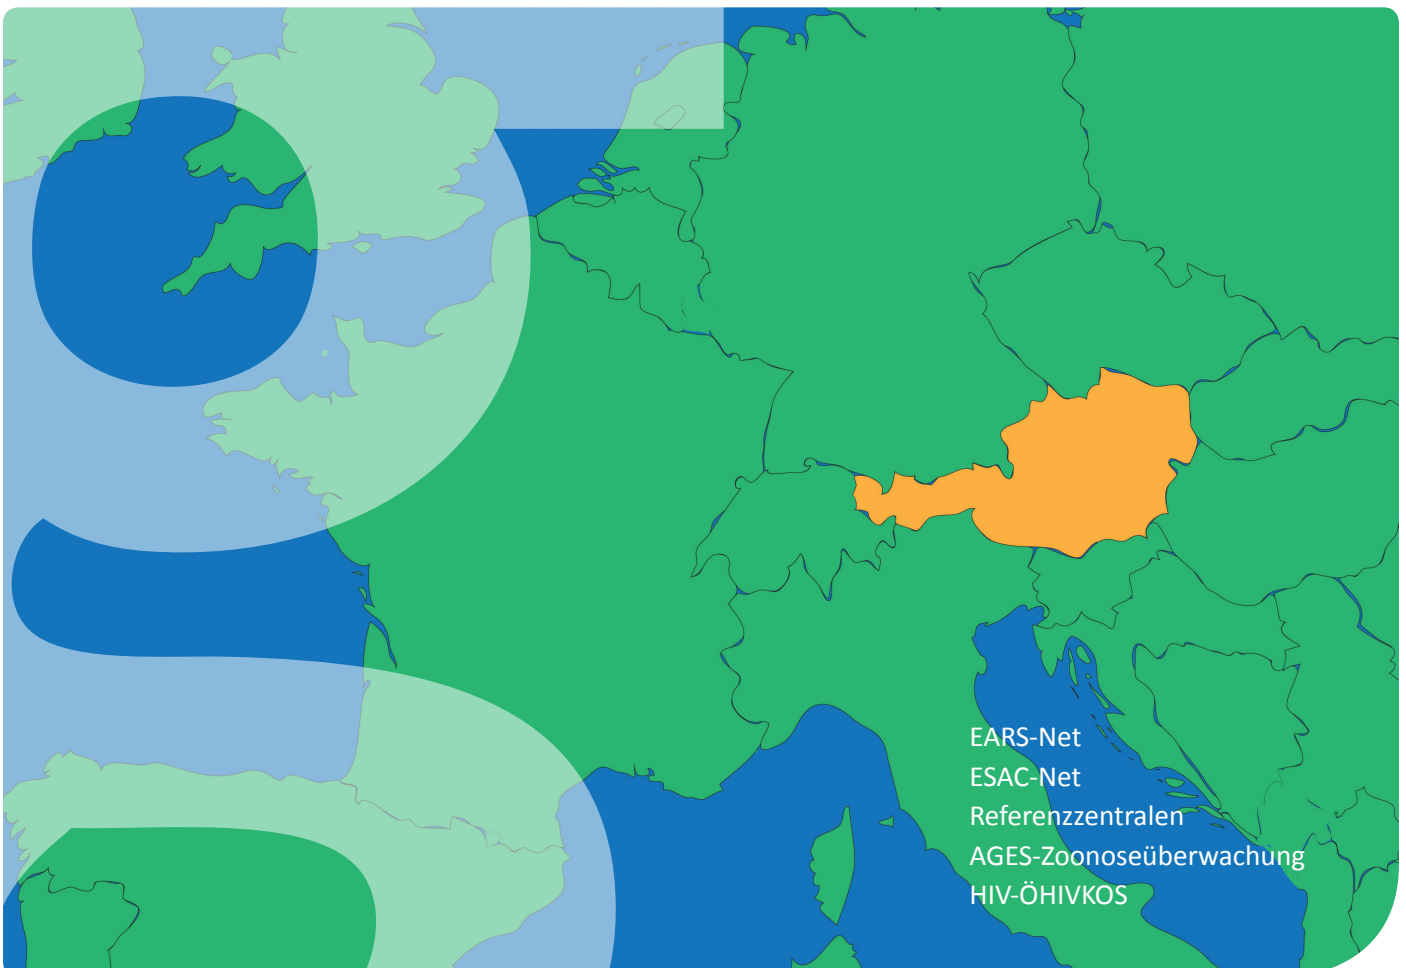 EARS-Net
ESAC-Net
Referenzzentralen
AGES-Zoonoseüberwachung
HIV-ÖHIVKOS